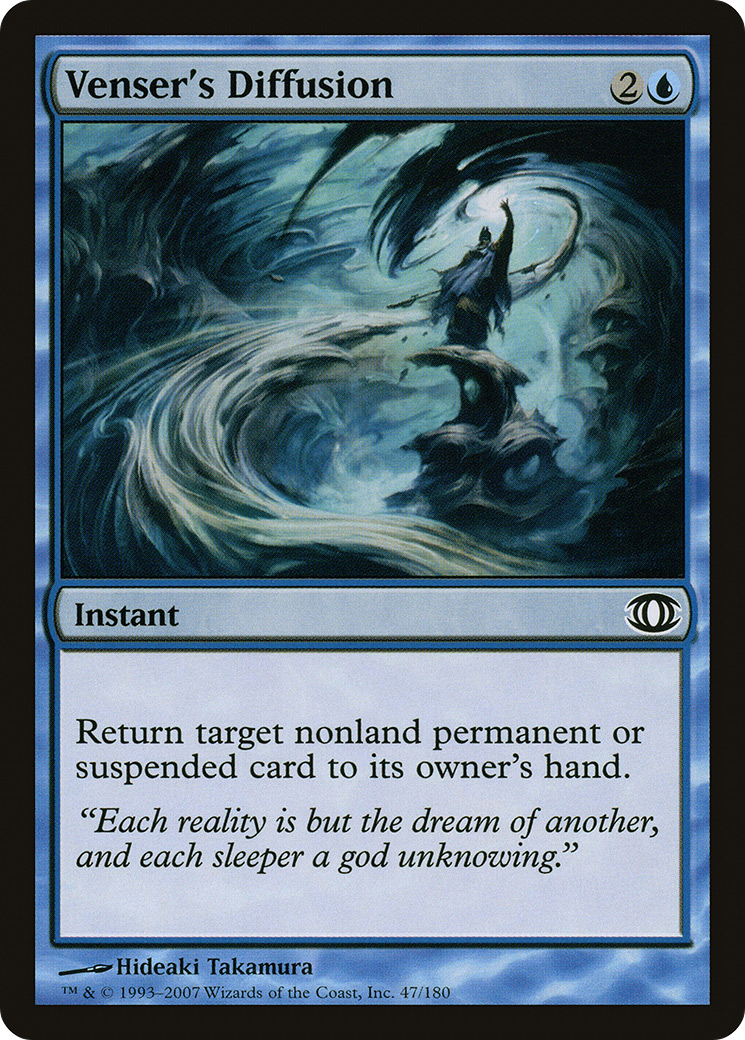 Venser's Diffusion 2
Instant
Return target nonland permanent or
suspended card to its owner's hand.
"Each reality is but the dream of another,
and each sleeper a god unknowing."
Hideaki Takamura
™ & © 1993–2007 Wizards of the Coast, Inc. 47/180